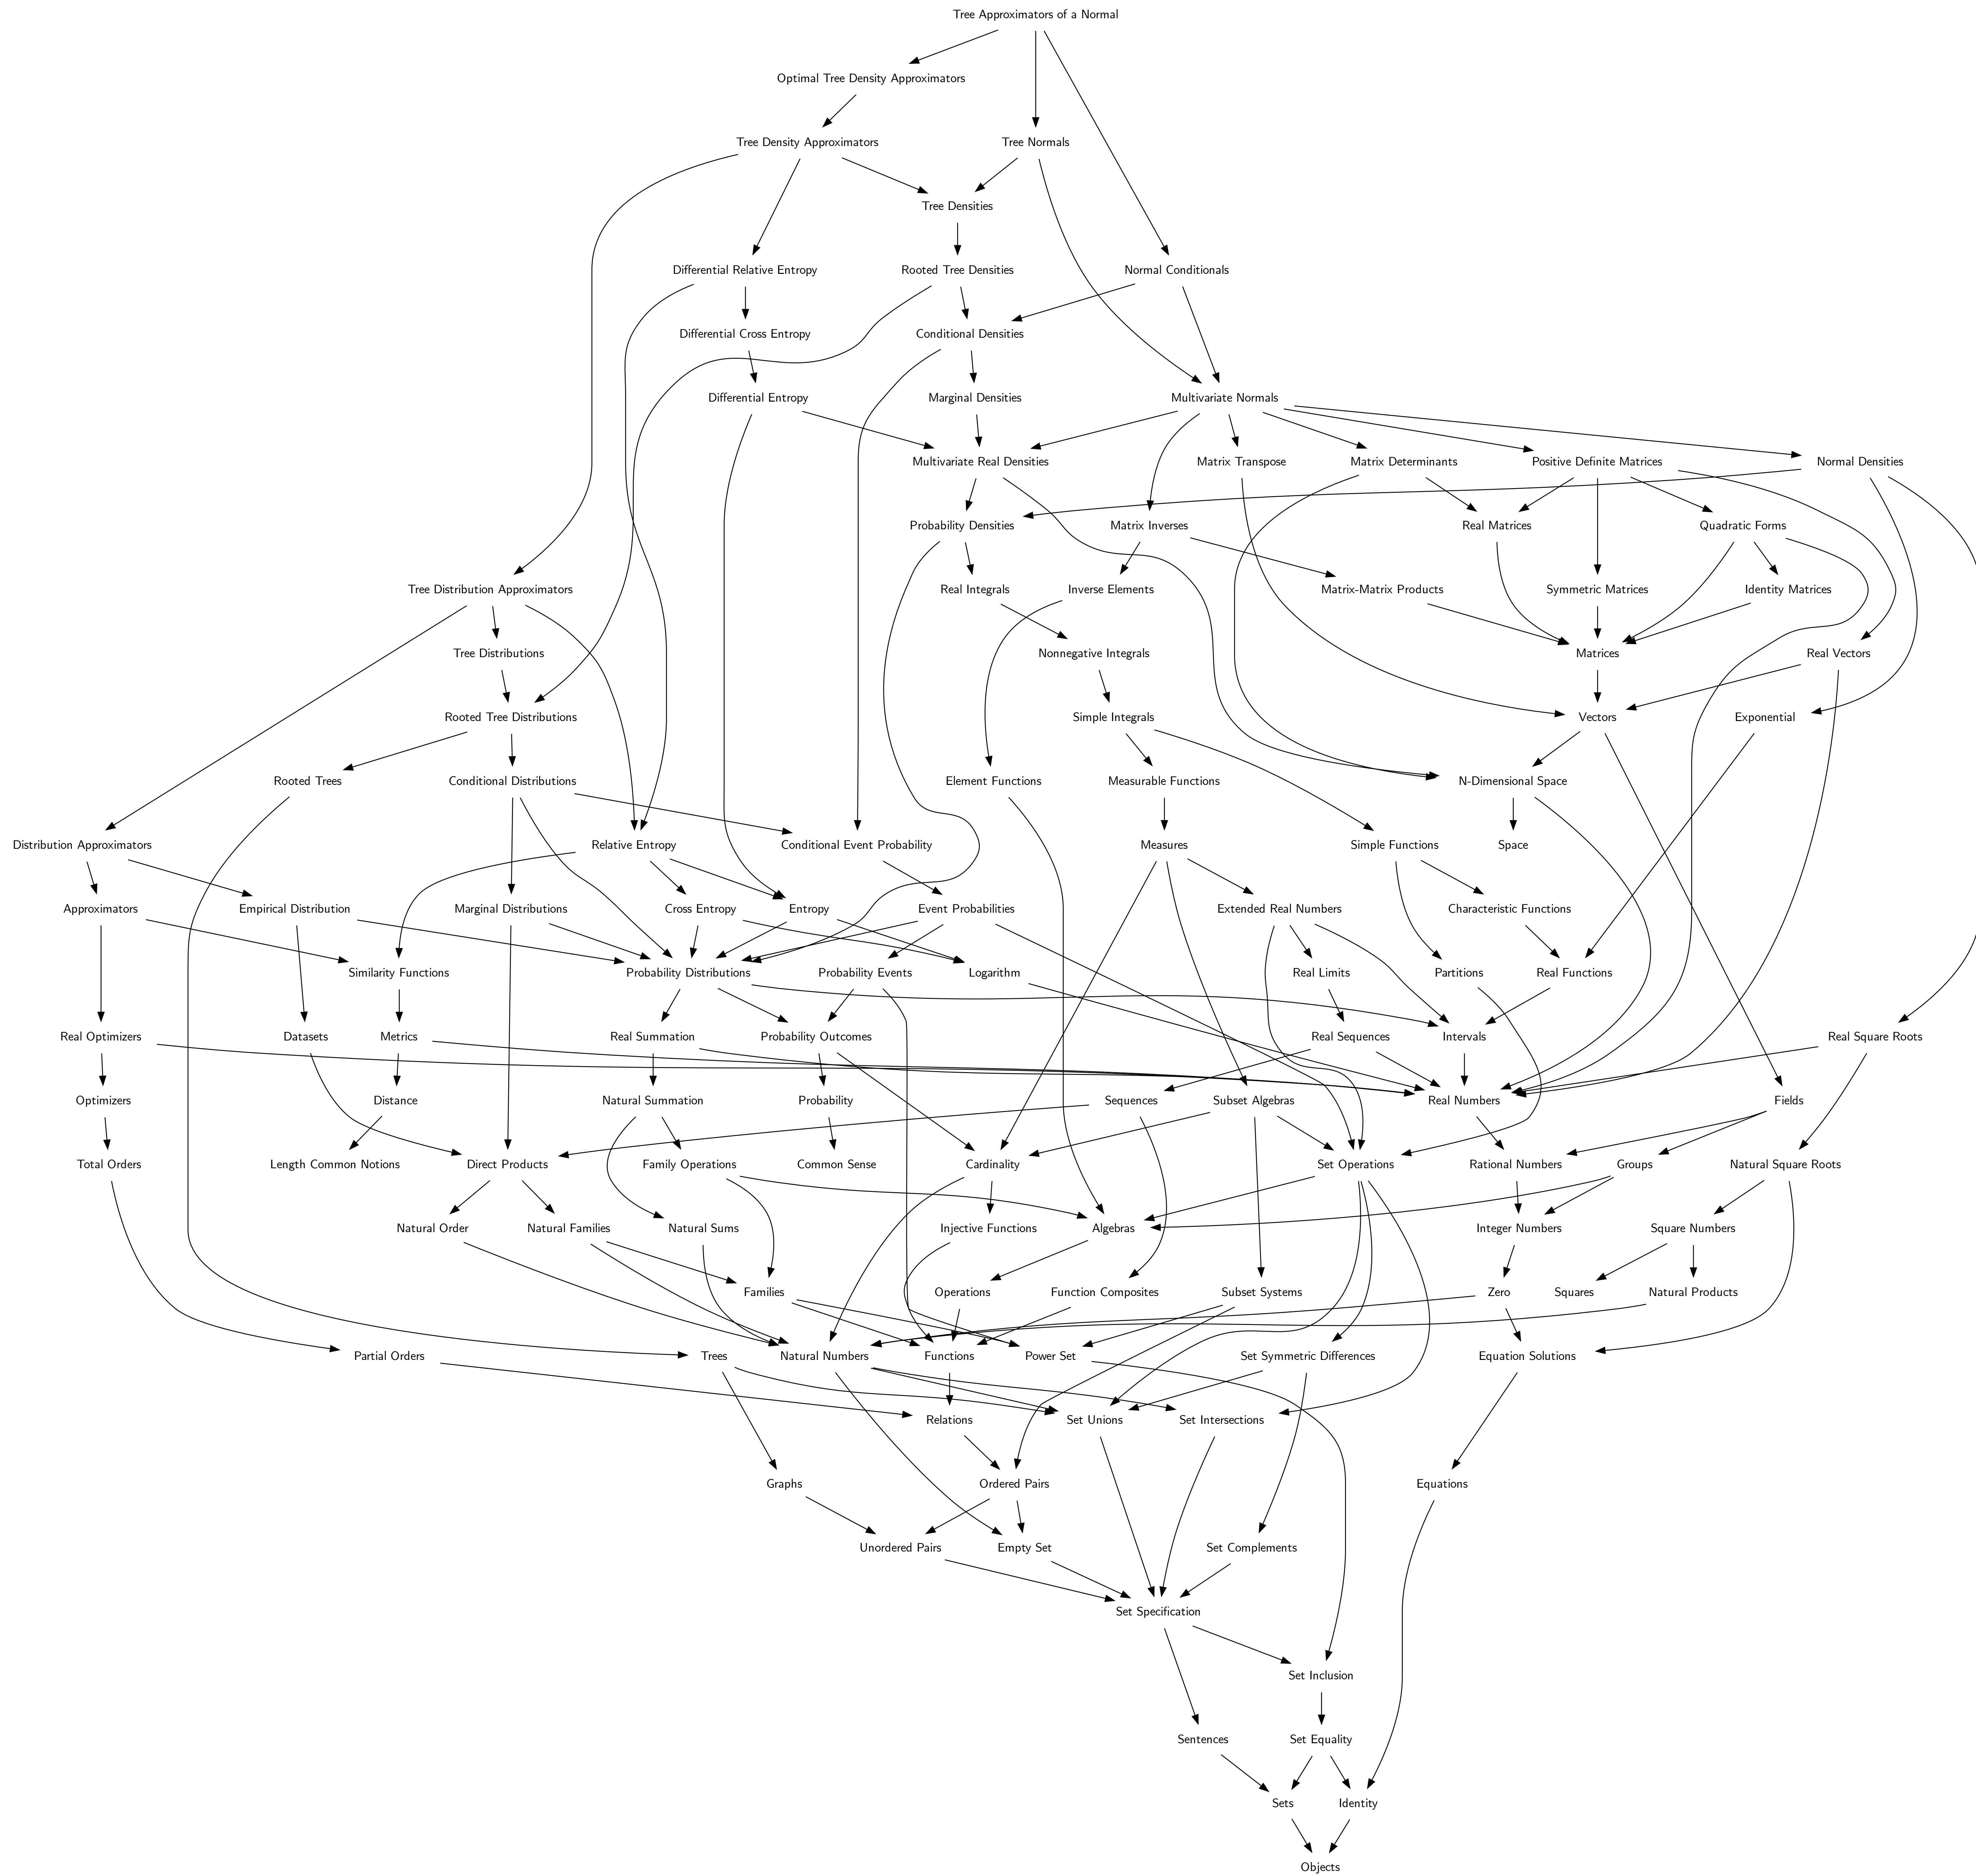 Tree Approximators of a Normal
Optimal Tree Density Approximators
Tree Density Approximators
Tree Normals
Tree Densities
Differential Relative Entropy
Rooted Tree Densities
Normal Conditionals
Differential Cross Entropy
Conditional Densities
Differential Entropy
Marginal Densities
Multivariate Normals
Multivariate Real Densities
Matrix Transpose
Matrix Determinants
Positive Definite Matrices
Normal Densities
Probability Densities
Matrix Inverses
Real Matrices
Quadratic Forms
Tree Distribution Approximators
Real Integrals
Inverse Elements
Matrix-Matrix Products
Symmetric Matrices
Identity Matrices
Tree Distributions
Nonnegative Integrals
Matrices
Real Vectors
Rooted Tree Distributions
Simple Integrals
Vectors
Exponential
Rooted Trees
Conditional Distributions
Element Functions
Measurable Functions
N-Dimensional Space
Distribution Approximators
Relative Entropy
Conditional Event Probability
Measures
Simple Functions
Space
Approximators
Empirical Distribution
Marginal Distributions
Cross Entropy
Entropy
Event Probabilities
Extended Real Numbers
Characteristic Functions
Similarity Functions
Probability Distributions
Probability Events
Logarithm
Real Limits
Partitions
Real Functions
Real Optimizers
Datasets
Metrics
Real Summation
Probability Outcomes
Real Sequences
Intervals
Real Square Roots
Optimizers
Distance
Natural Summation
Probability
Sequences
Subset Algebras
Real Numbers
Fields
Total Orders
Length Common Notions
Direct Products
Family Operations
Common Sense
Cardinality
Set Operations
Rational Numbers
Groups
Natural Square Roots
Natural Order
Natural Families
Natural Sums
Injective Functions
Algebras
Integer Numbers
Square Numbers
Families
Operations
Function Composites
Subset Systems
Zero
Squares
Natural Products
Partial Orders
Trees
Natural Numbers
Functions
Power Set
Set Symmetric Differences
Equation Solutions
Relations
Set Unions
Set Intersections
Graphs
Ordered Pairs
Equations
Unordered Pairs
Empty Set
Set Complements
Set Specification
Set Inclusion
Sentences
Set Equality
Sets
Identity
Objects